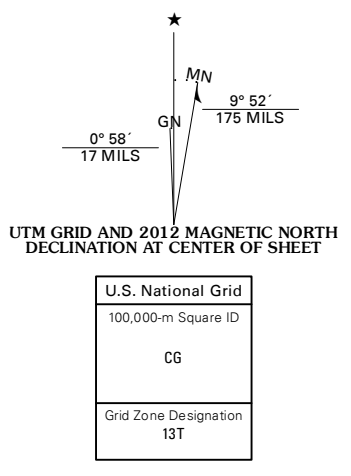 ★
MN
GN
9° 52´
175 MILS
0° 58´
17 MILS
UTM GRID AND 2012 MAGNETIC NORTH
DECLINATION AT CENTER OF SHEET
U.S. National Grid
100,000-m Square ID
CG
Grid Zone Designation
13T